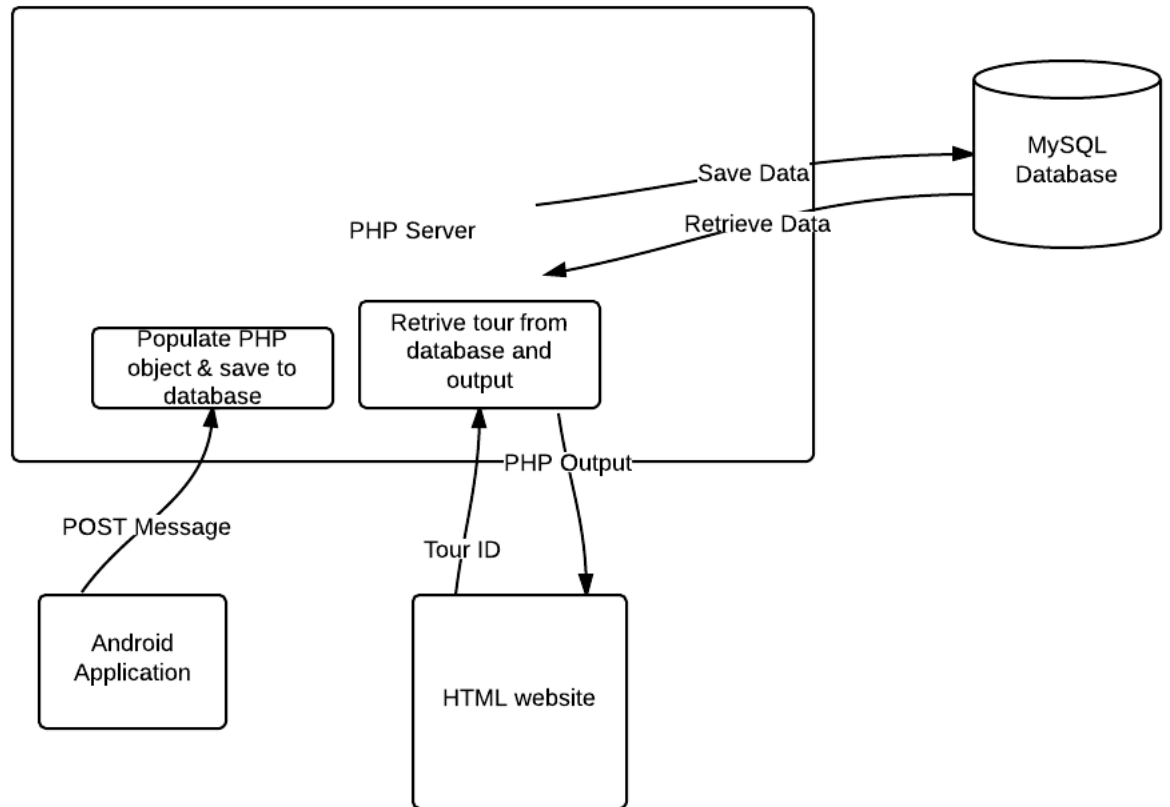 MySQL
Database
Save Data
Retrieve Data
PHP Server
Populate PHP
object & save to
database
Retrive tour from
database and
output
PHP Output
POST Message
Tour ID
Android
Application
HTML website